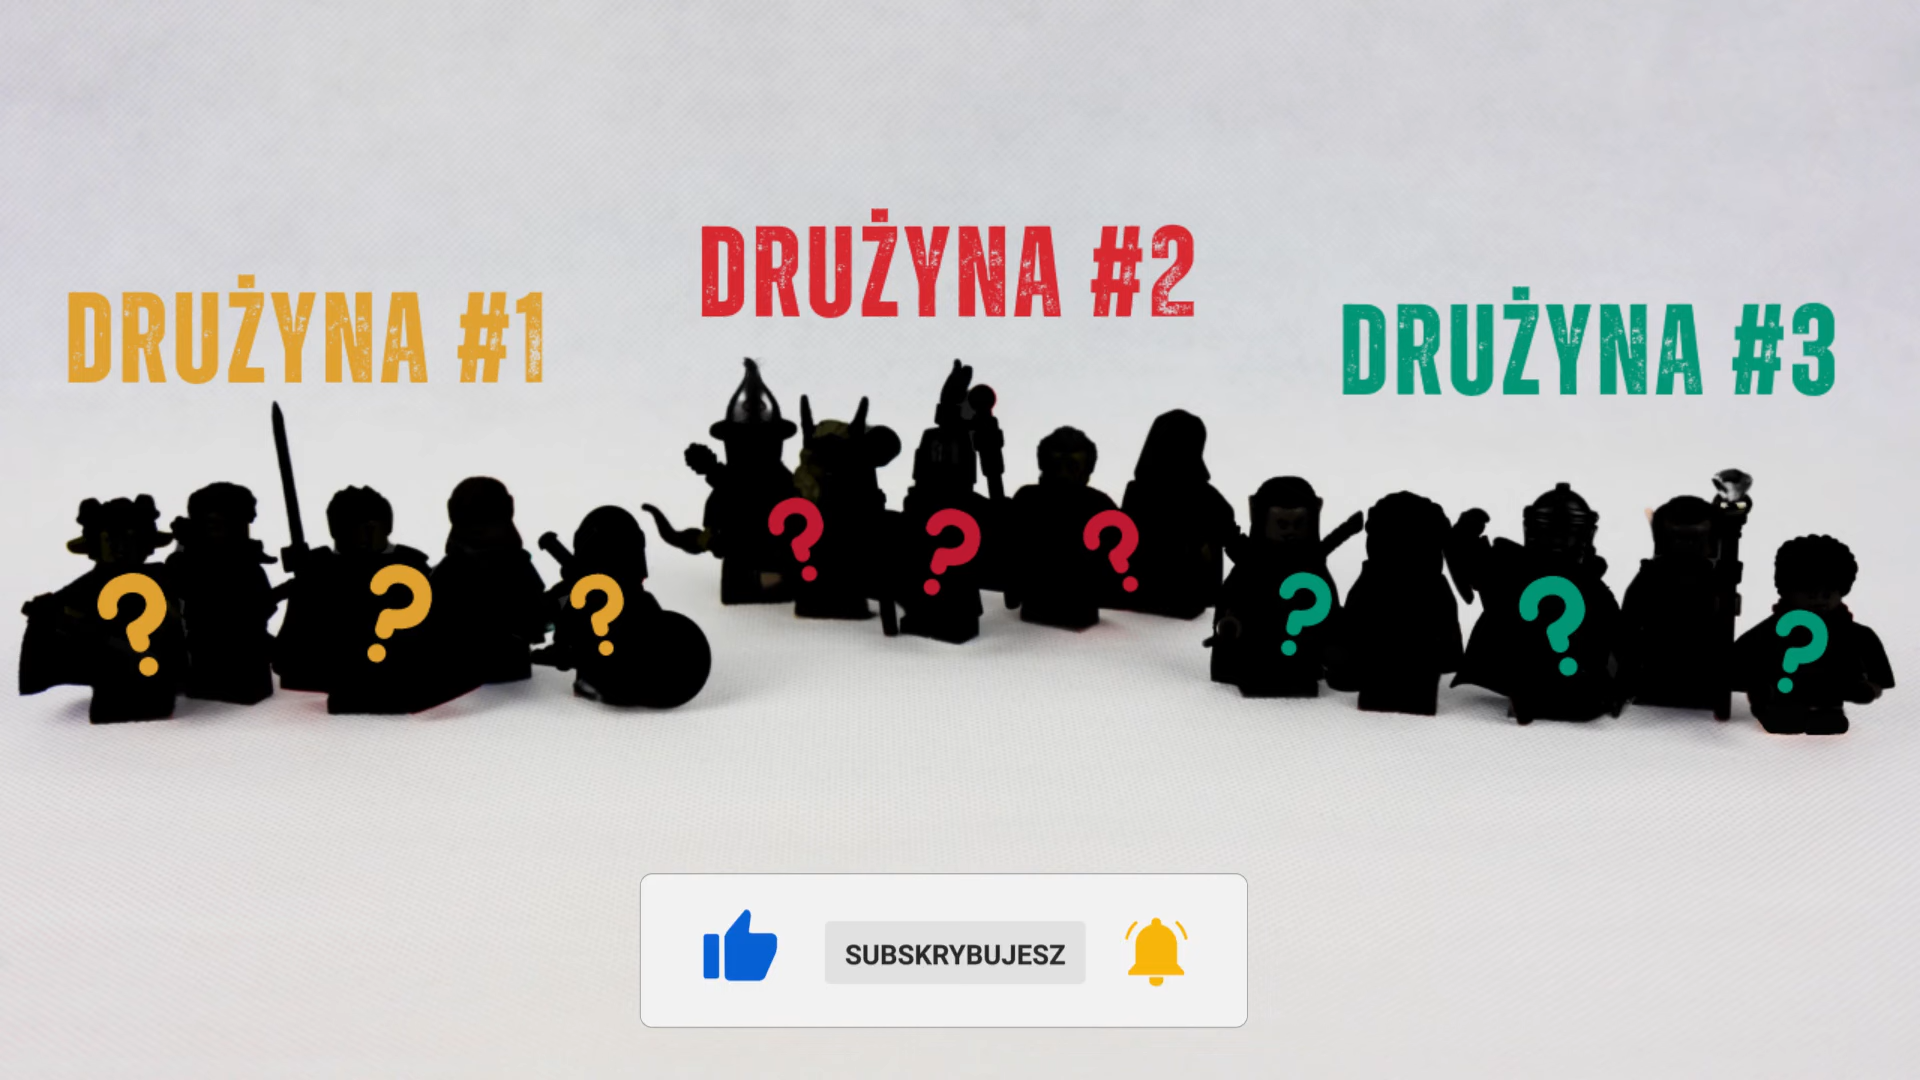 DRUŻYNA #1
DRUŻYNA #2
DRUŻYNA #3
? ? ?
? ? ?
? ? ?
SUBSKRYBUJESZ